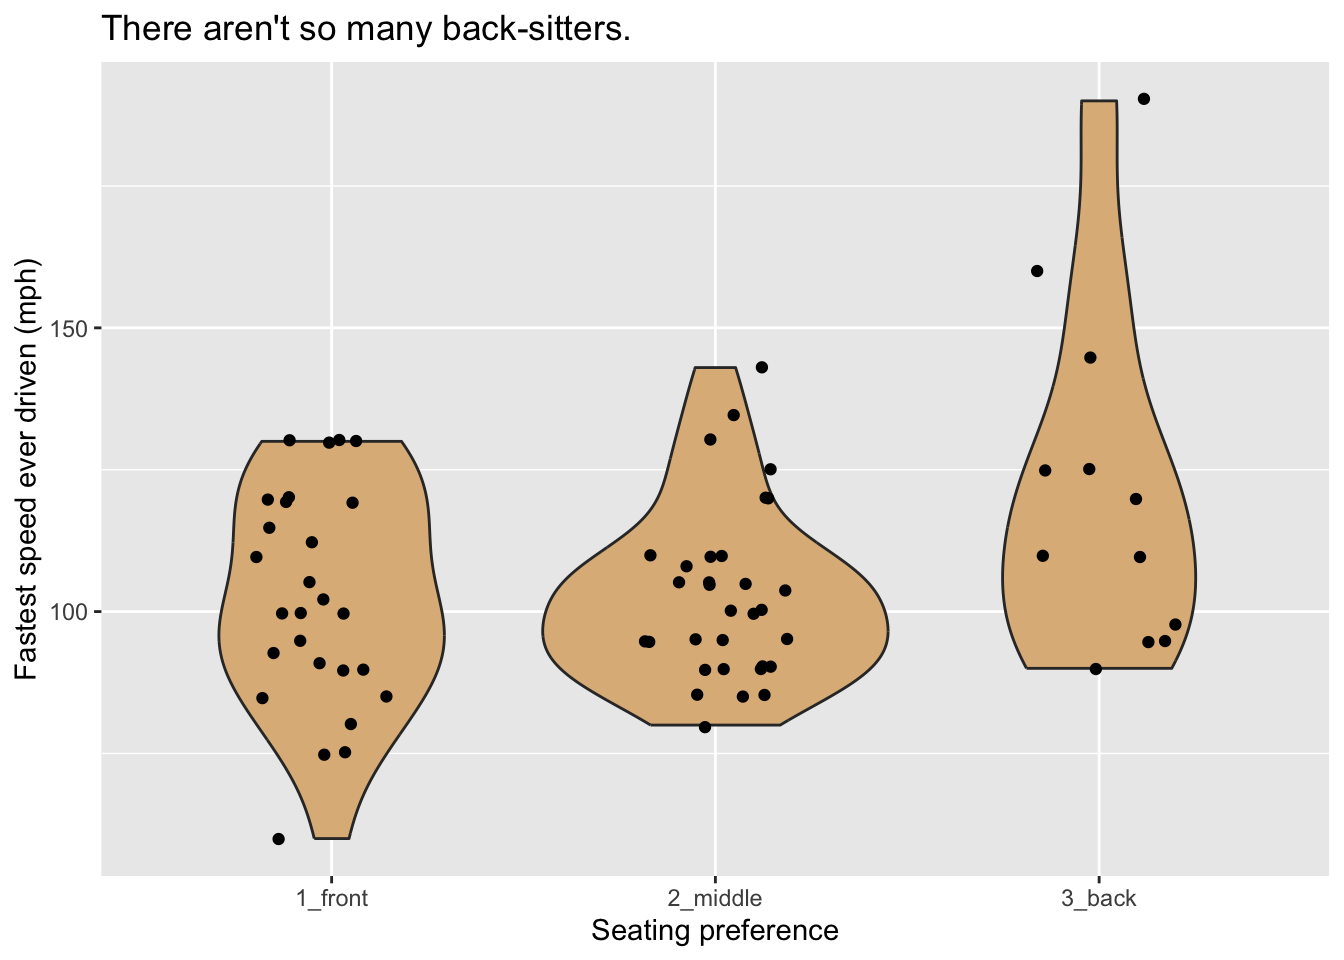 There aren't so many back-sitters.
Fastest speed ever driven (mph)
150
100
1_front
2_middle
3_back
Seating preference